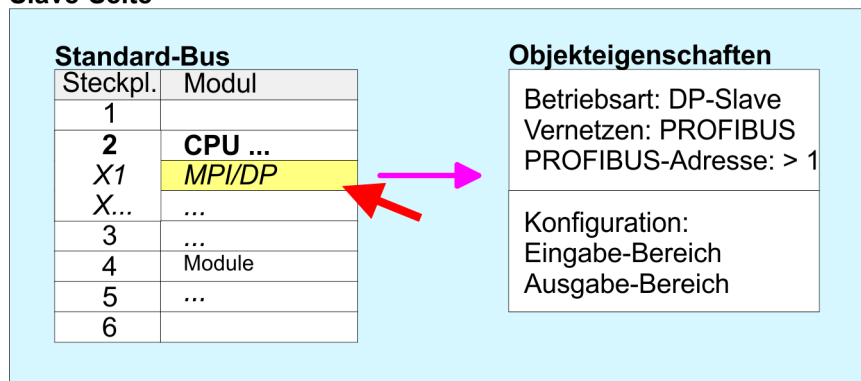 Standard-Bus
Steckpl. Modul
1
2 CPU ...
X1 MPI/DP
X... ...
3 ...
4 Module
5 ...
6
Objekteigenschaften
Betriebsart: DP-Slave
Vernetzen: PROFIBUS
PROFIBUS-Adresse: > 1
Konfiguration:
Eingabe-Bereich
Ausgabe-Bereich